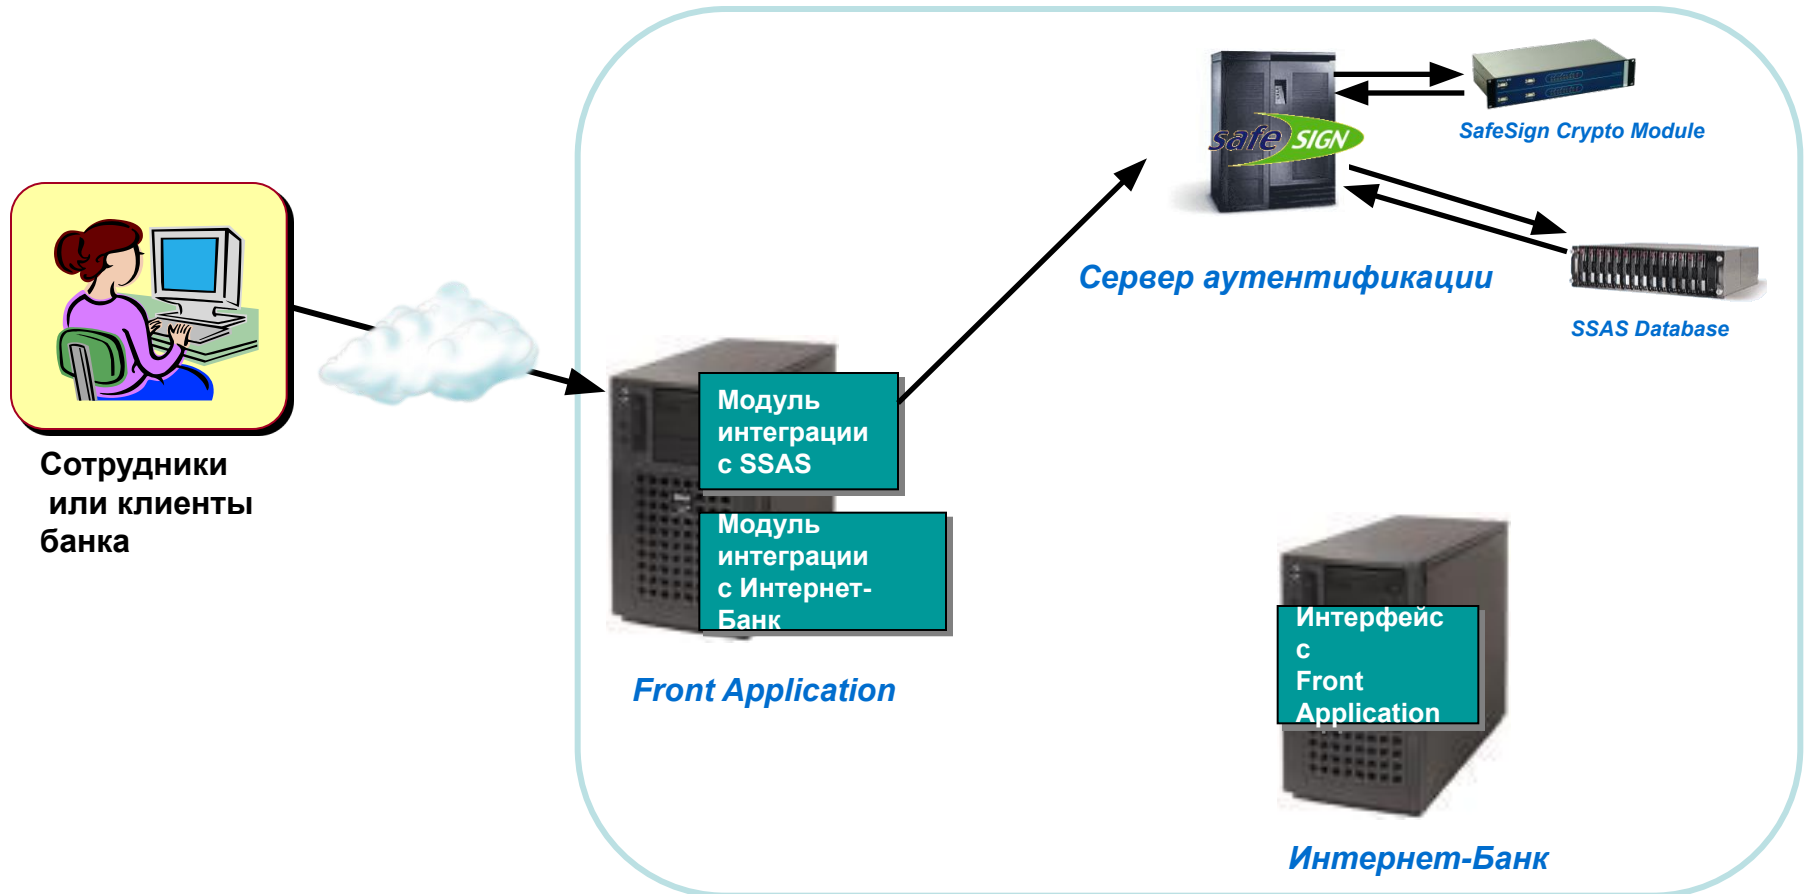 safe SIGN
SafeSign Crypto Module
Сервер аутентификации
SSAS Database
Сотрудники
или клиенты
банка
Модуль
интеграции
с SSAS
Модуль
интеграции
с Интернет-
Банк
Front Application
Интерфейс
с
Front
Application
Интернет-Банк